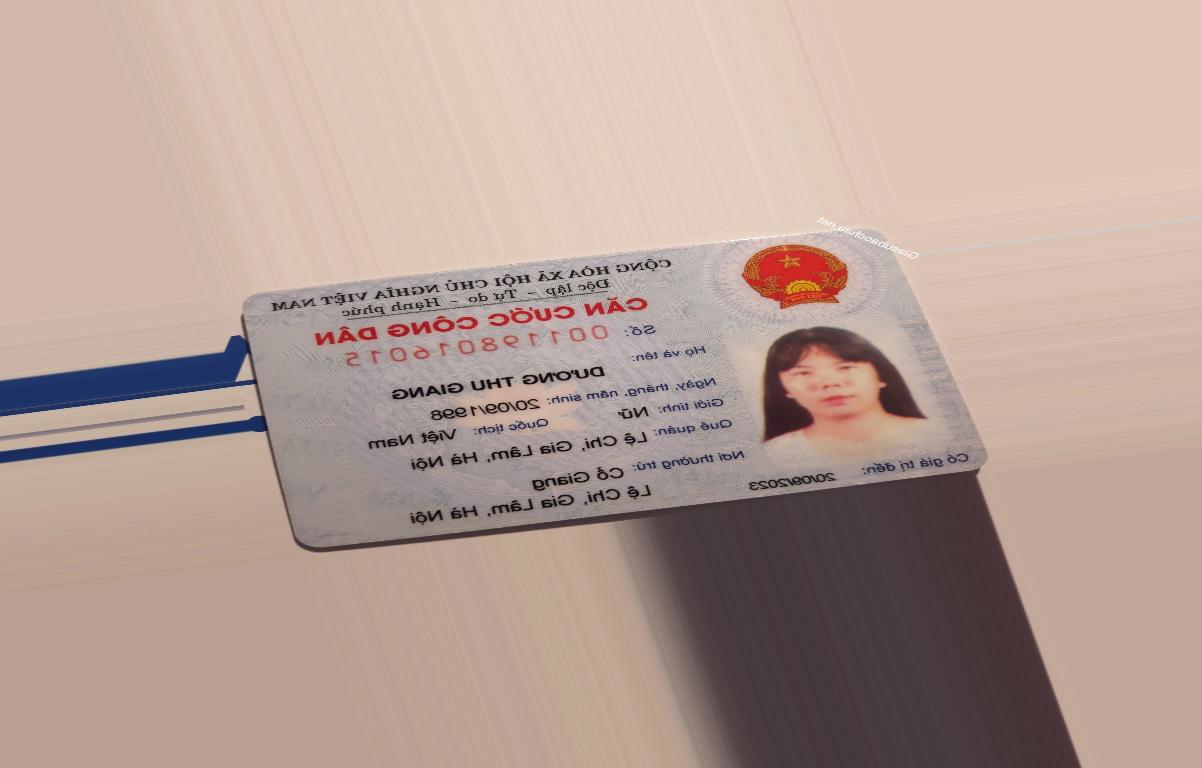 Giasubaochau.net
CỘNG HÒA XÃ HỘI CHỦ NGHĨA VIỆT NAM
Độc lập - Tự do - Hạnh phúc
CĂN CƯỚC CÔNG DÂN
Số: 001198016015
Họ và tên:
DƯƠNG THU GIANG
Ngày, tháng, năm sinh: 20/09/1998
Giới tính: Nữ Quốc tịch: Việt Nam
Quê quán: Lệ Chi, Gia Lâm, Hà Nội
Nơi thường trú: Cổ Giang
Lệ Chi, Gia Lâm, Hà Nội
Có giá trị đến: 20/09/2023